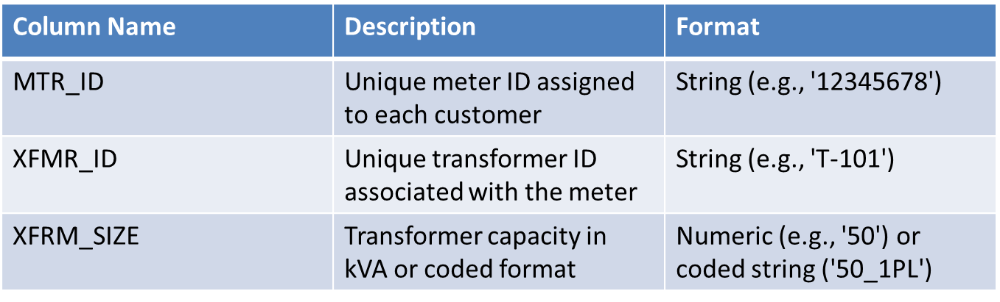 Column Name Description Format
MTR_ID Unique meter ID assigned String (e.g., '12345678')
to each customer
XFMR_ID Unique transformer ID String (e.g., 'T-101')
associated with the meter
XFRM_SIZE Transformer capacity in Numeric (e.g., '50') or
kVA or coded format coded string ('50_1PL')